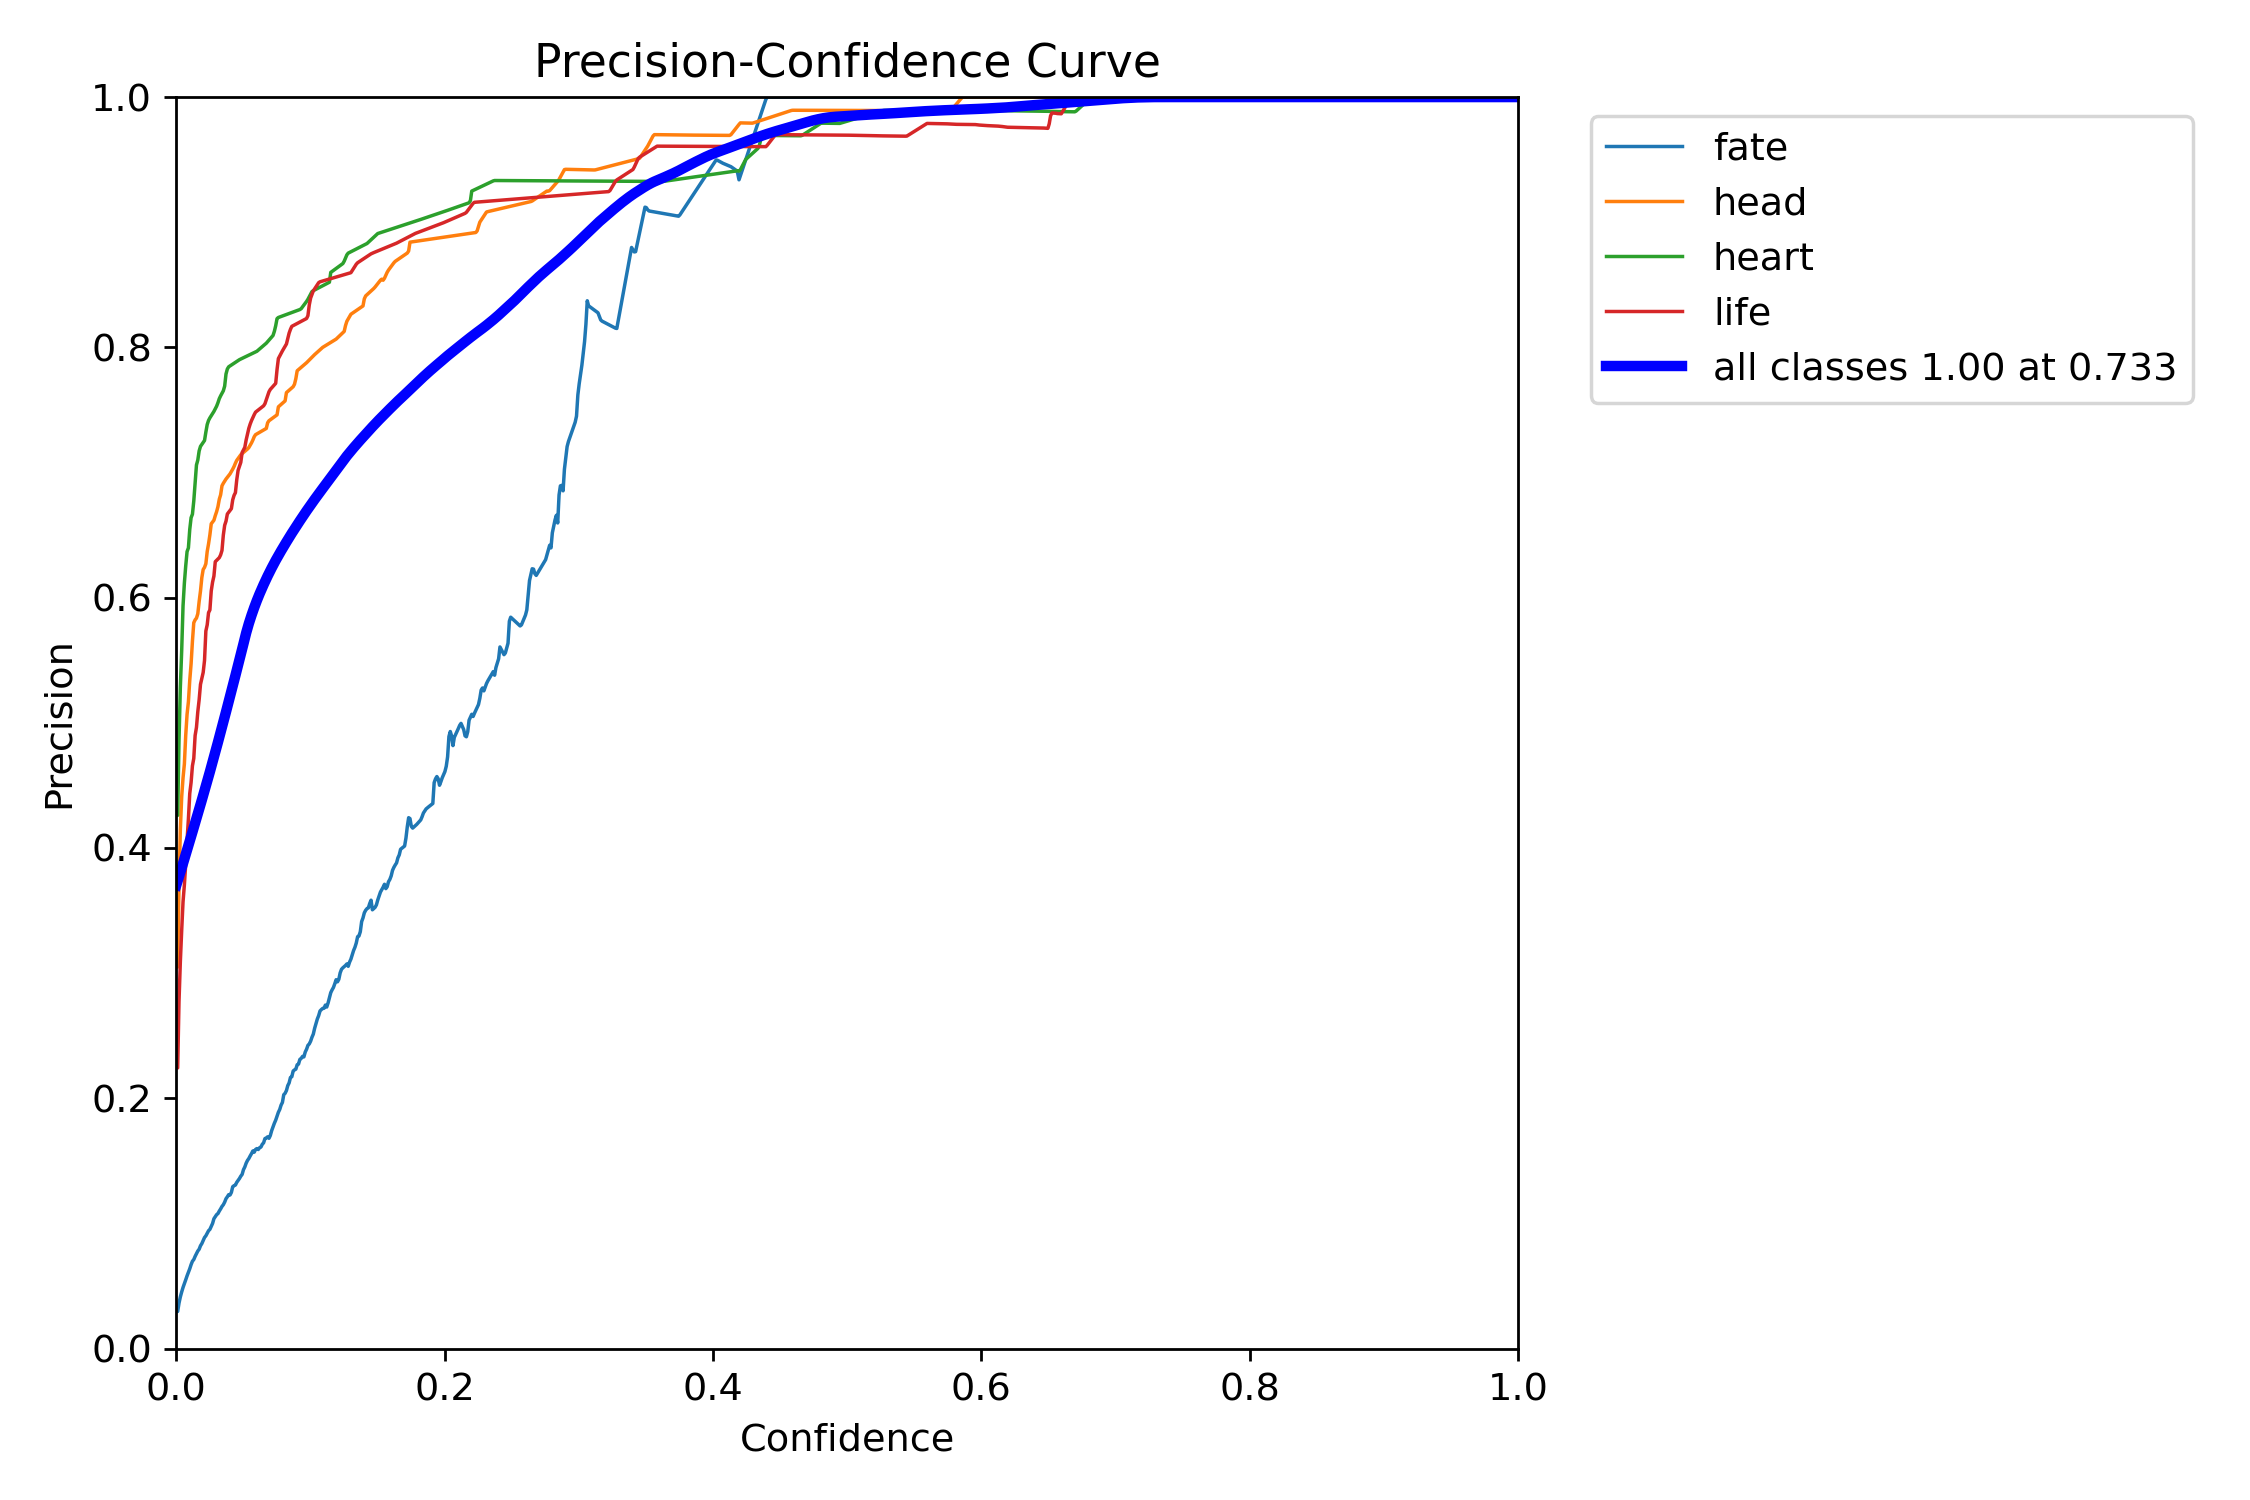 Precision-Confidence Curve
1.0
0.8
0.6
0.4
0.2
0.0
Precision
0.0 0.2 0.4 0.6 0.8 1.0
Confidence
fate
head
heart
life
all classes 1.00 at 0.733